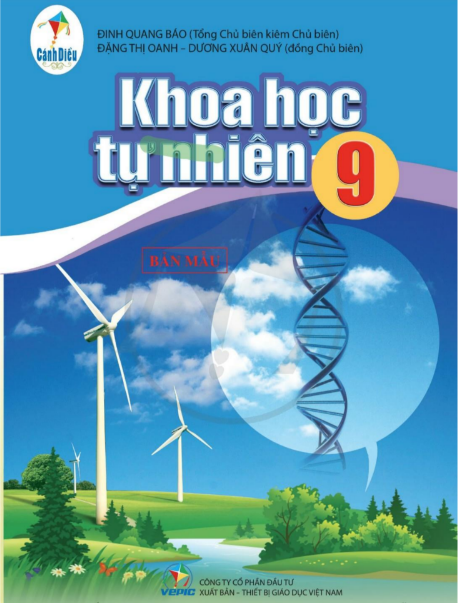 Cánh Diều
ĐINH QUANG BÁO (Tổng Chủ biên kiêm Chủ biên)
ĐẶNG THỊ OANH – DƯƠNG XUÂN QUÝ (đồng Chủ biên)
Khoa học
tự nhiên 9
BẢN MẪU
VEPIC
CÔNG TY CỔ PHẦN ĐẦU TƯ
XUẤT BẢN – THIẾT BỊ GIÁO DỤC VIỆT NAM